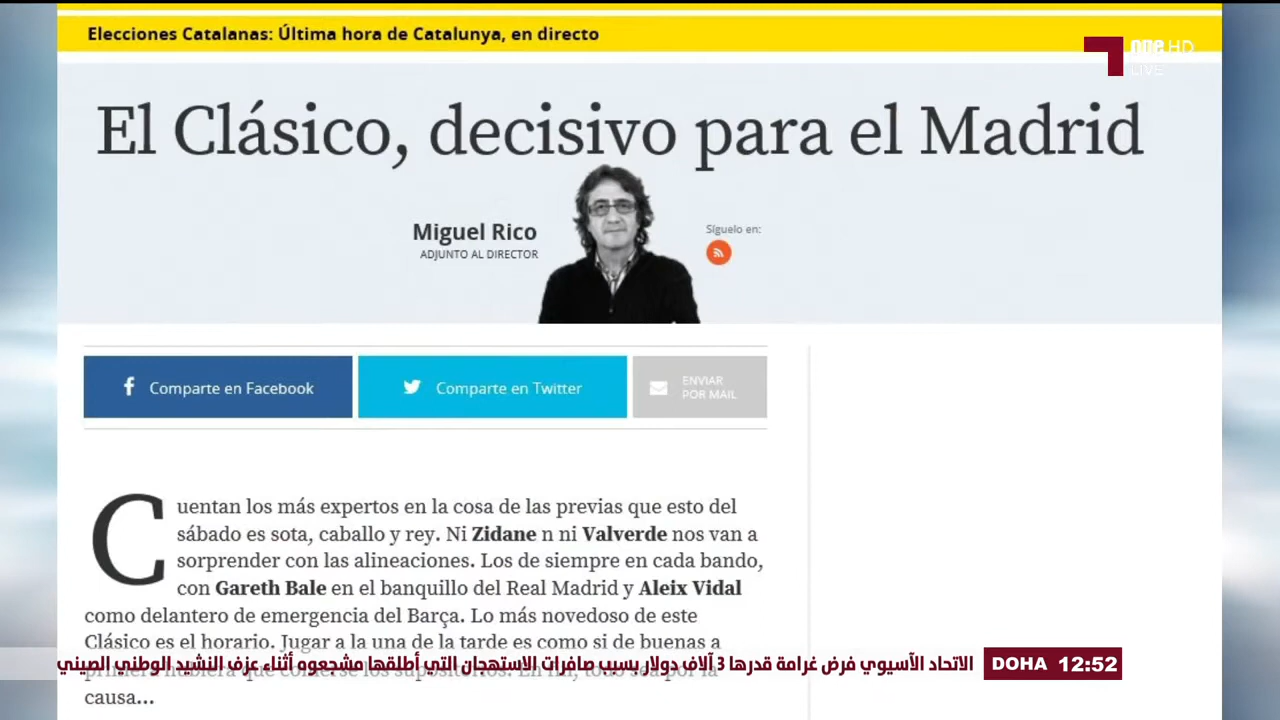 Elecciones Catalanas: Última hora de Catalunya, en directo
one HD
LIVE
El Clásico, decisivo para el Madrid
Miguel Rico
ADJUNTO AL DIRECTOR
Síguelo en:
Comparte en Facebook
Comparte en Twitter
ENVIAR
POR MAIL
Cuentan los más expertos en la cosa de las previas que esto del
sábado es sota, caballo y rey. Ni Zidane n ni Valverde nos van a
sorprender con las alineaciones. Los de siempre en cada bando,
con Gareth Bale en el banquillo del Real Madrid y Aleix Vidal
como delantero de emergencia del Barça. Lo más novedoso de este
Clásico es el horario. Jugar a la una de la tarde es como si de buenas a
causa...
الاتحاد الآسيوي فرض غرامة قدرها 3 آلاف دولار بسبب صافرات الاستهجان التي أطلقها مشجعوه أثناء عزف النشيد الوطني الصيني
DOHA 12:52